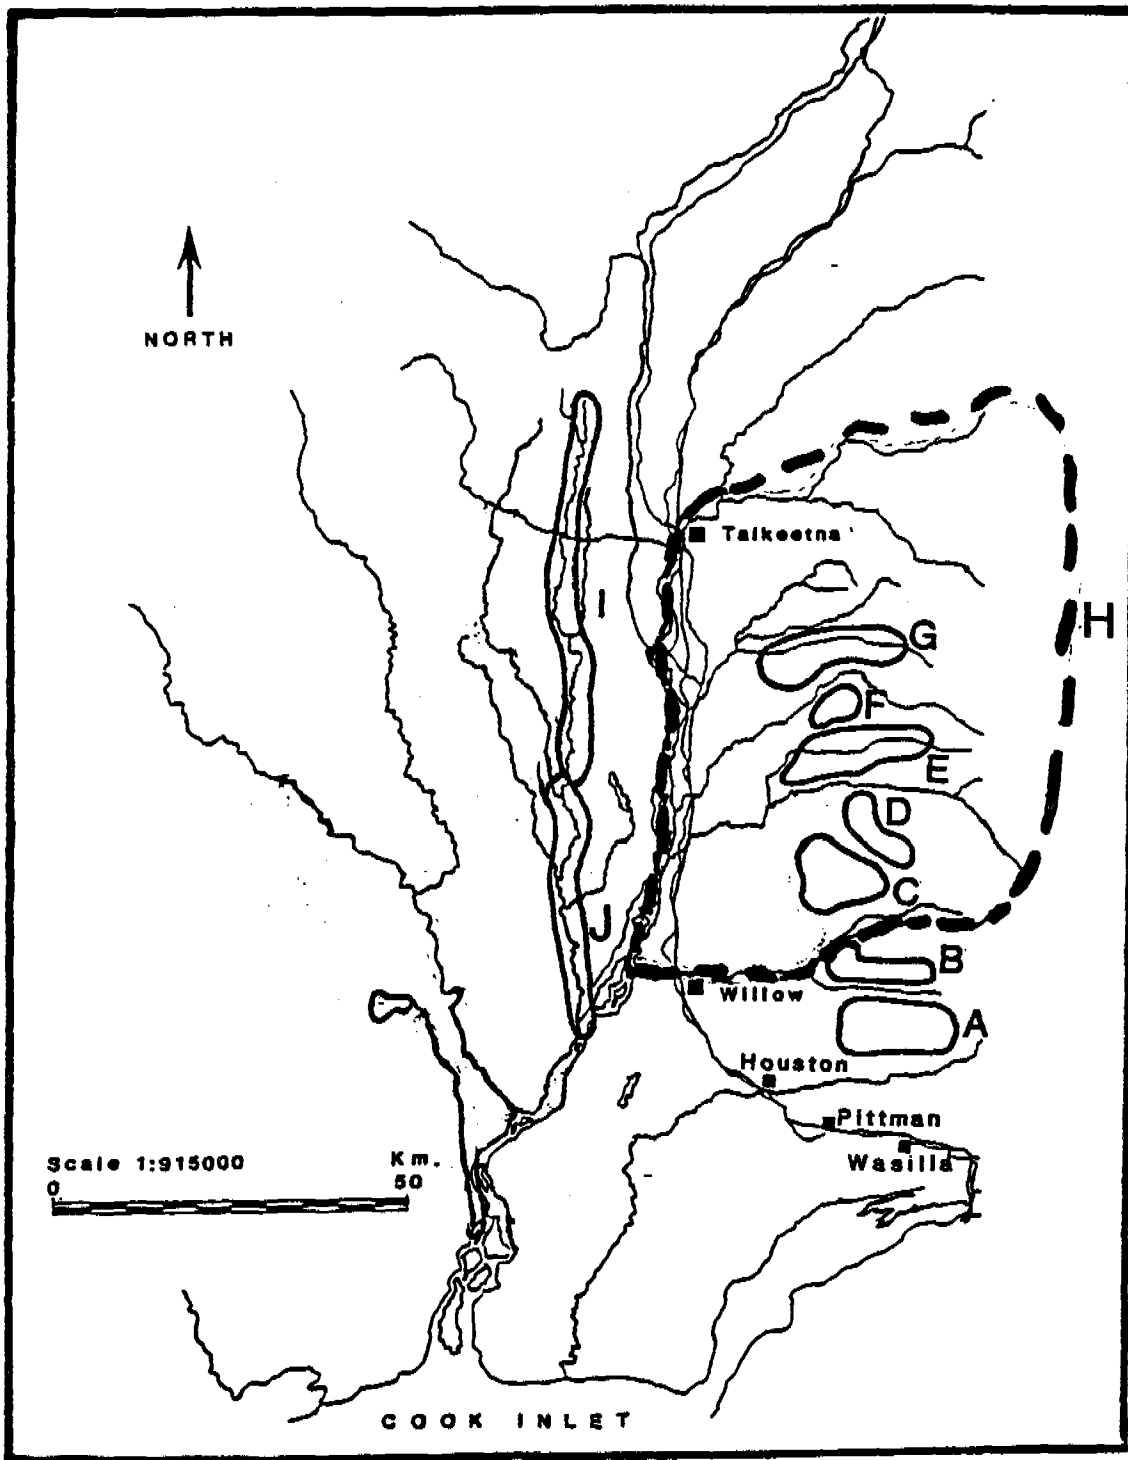 NORTH
Talkeetna
H
I
G
F
E
D
C
J
B
Willow
A
Houston
Pittman
Wasilla
Scale 1:915000
Km.
0
50
COOK INLET